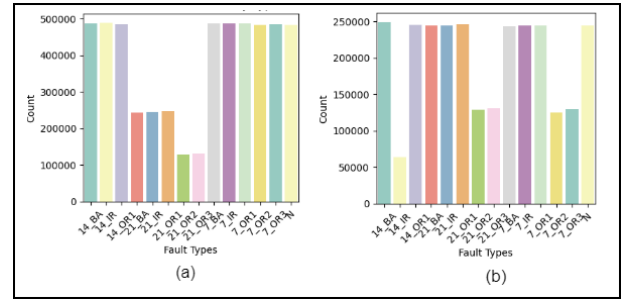 500000
400000
300000
200000
100000
0
Count
14_BA
14_IR
14_OR1
21_BA
21_IR
21_OR1
21_OR2
21_OR3
7_BA
7_IR
7_OR1
7_OR2
7_OR3
N
Fault Types
(a)
250000
200000
150000
100000
50000
0
Count
14_BA
14_IR
14_OR1
21_BA
21_IR
21_OR1
21_OR2
21_OR3
7_BA
7_IR
7_OR1
7_OR2
7_OR3
N
Fault Types
(b)